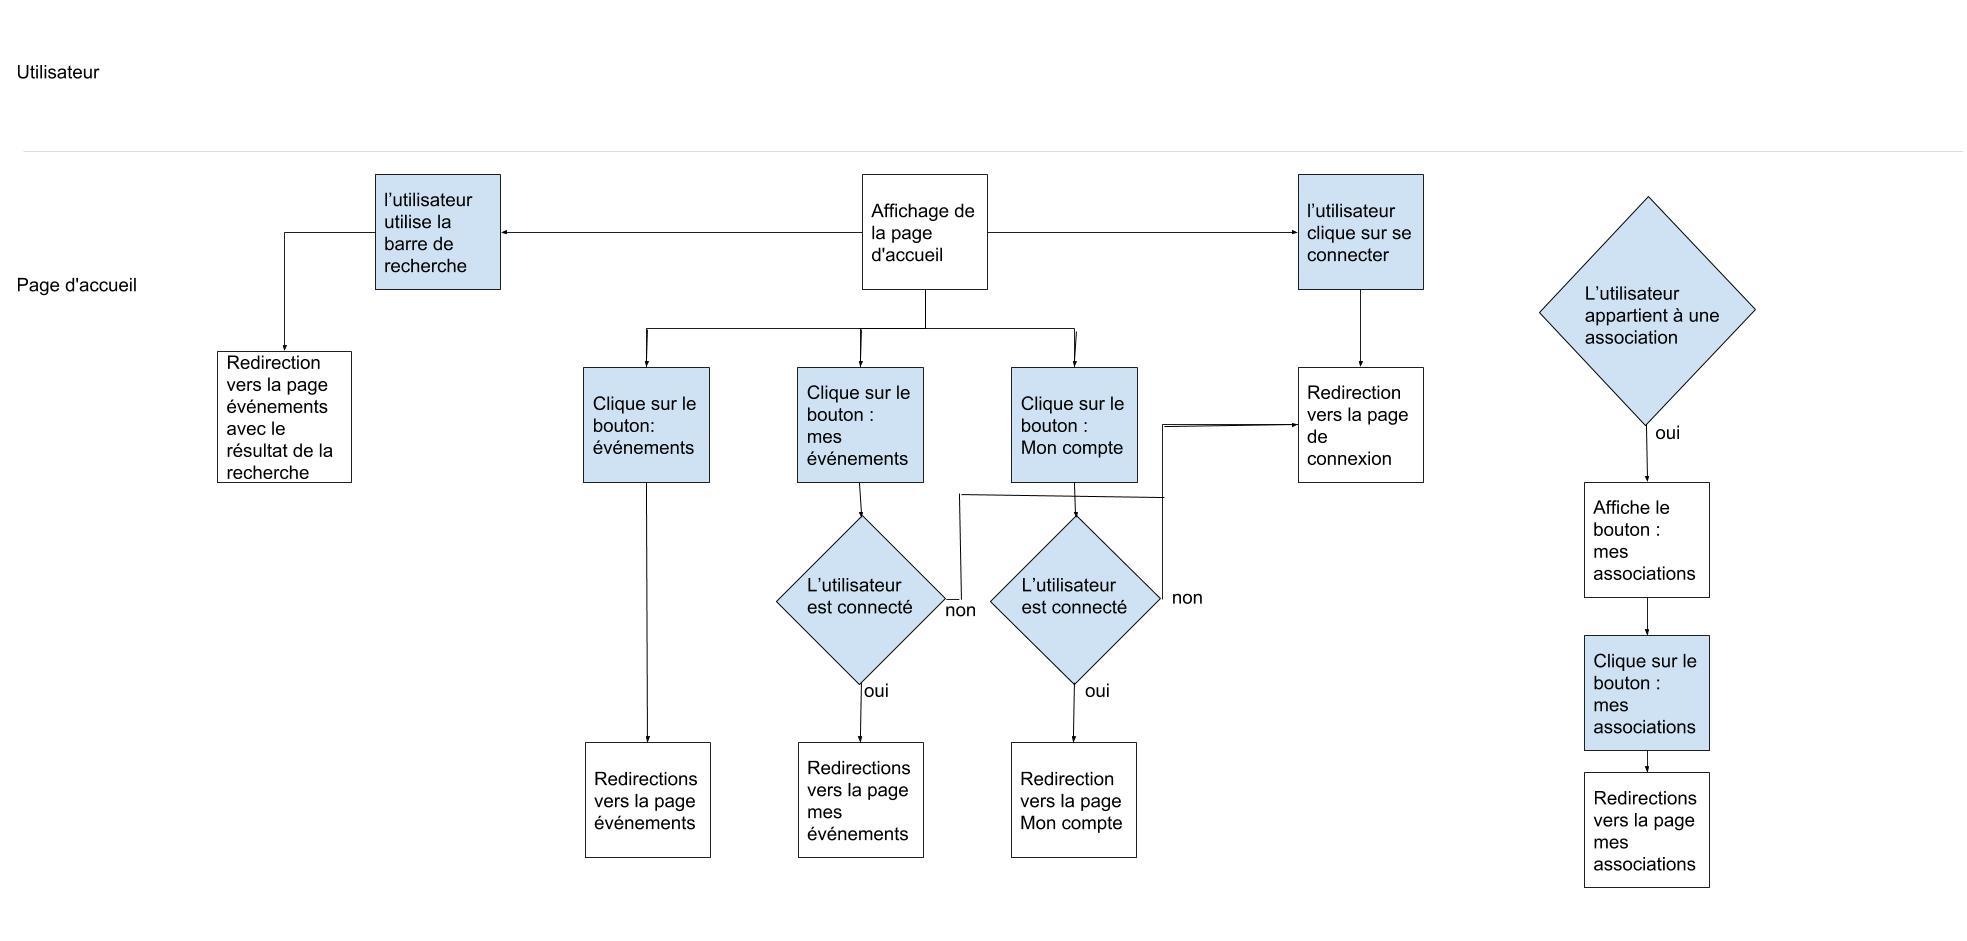 Utilisateur
Page d'accueil
l’utilisateur
utilise la
barre de
recherche
Affichage de
la page
d'accueil
l’utilisateur
clique sur se
connecter
L’utilisateur
appartient à une
association
oui
Redirection
vers la page
événements
avec le
résultat de la
recherche
Clique sur le
bouton:
événements
Clique sur le
bouton :
mes
événements
Clique sur le
bouton :
Mon compte
Redirection
vers la page
de
connexion
Affiche le
bouton :
mes
associations
L’utilisateur
est connecté
non
oui
L’utilisateur
est connecté
non
oui
Clique sur le
bouton :
mes
associations
Redirections
vers la page
événements
Redirections
vers la page
mes
événements
Redirection
vers la page
Mon compte
Redirections
vers la page
mes
associations